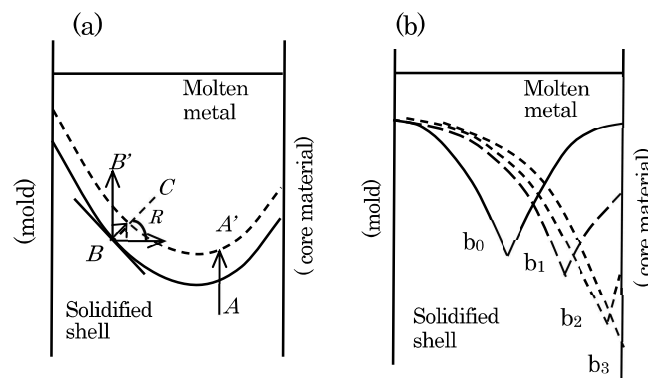 (a)
Molten
metal
(mold)
(core material)
B'
C
R
A'
B
A
Solidified
shell
(b)
Molten
metal
(mold)
(core material)
b0
b1
b2
b3
Solidified
shell